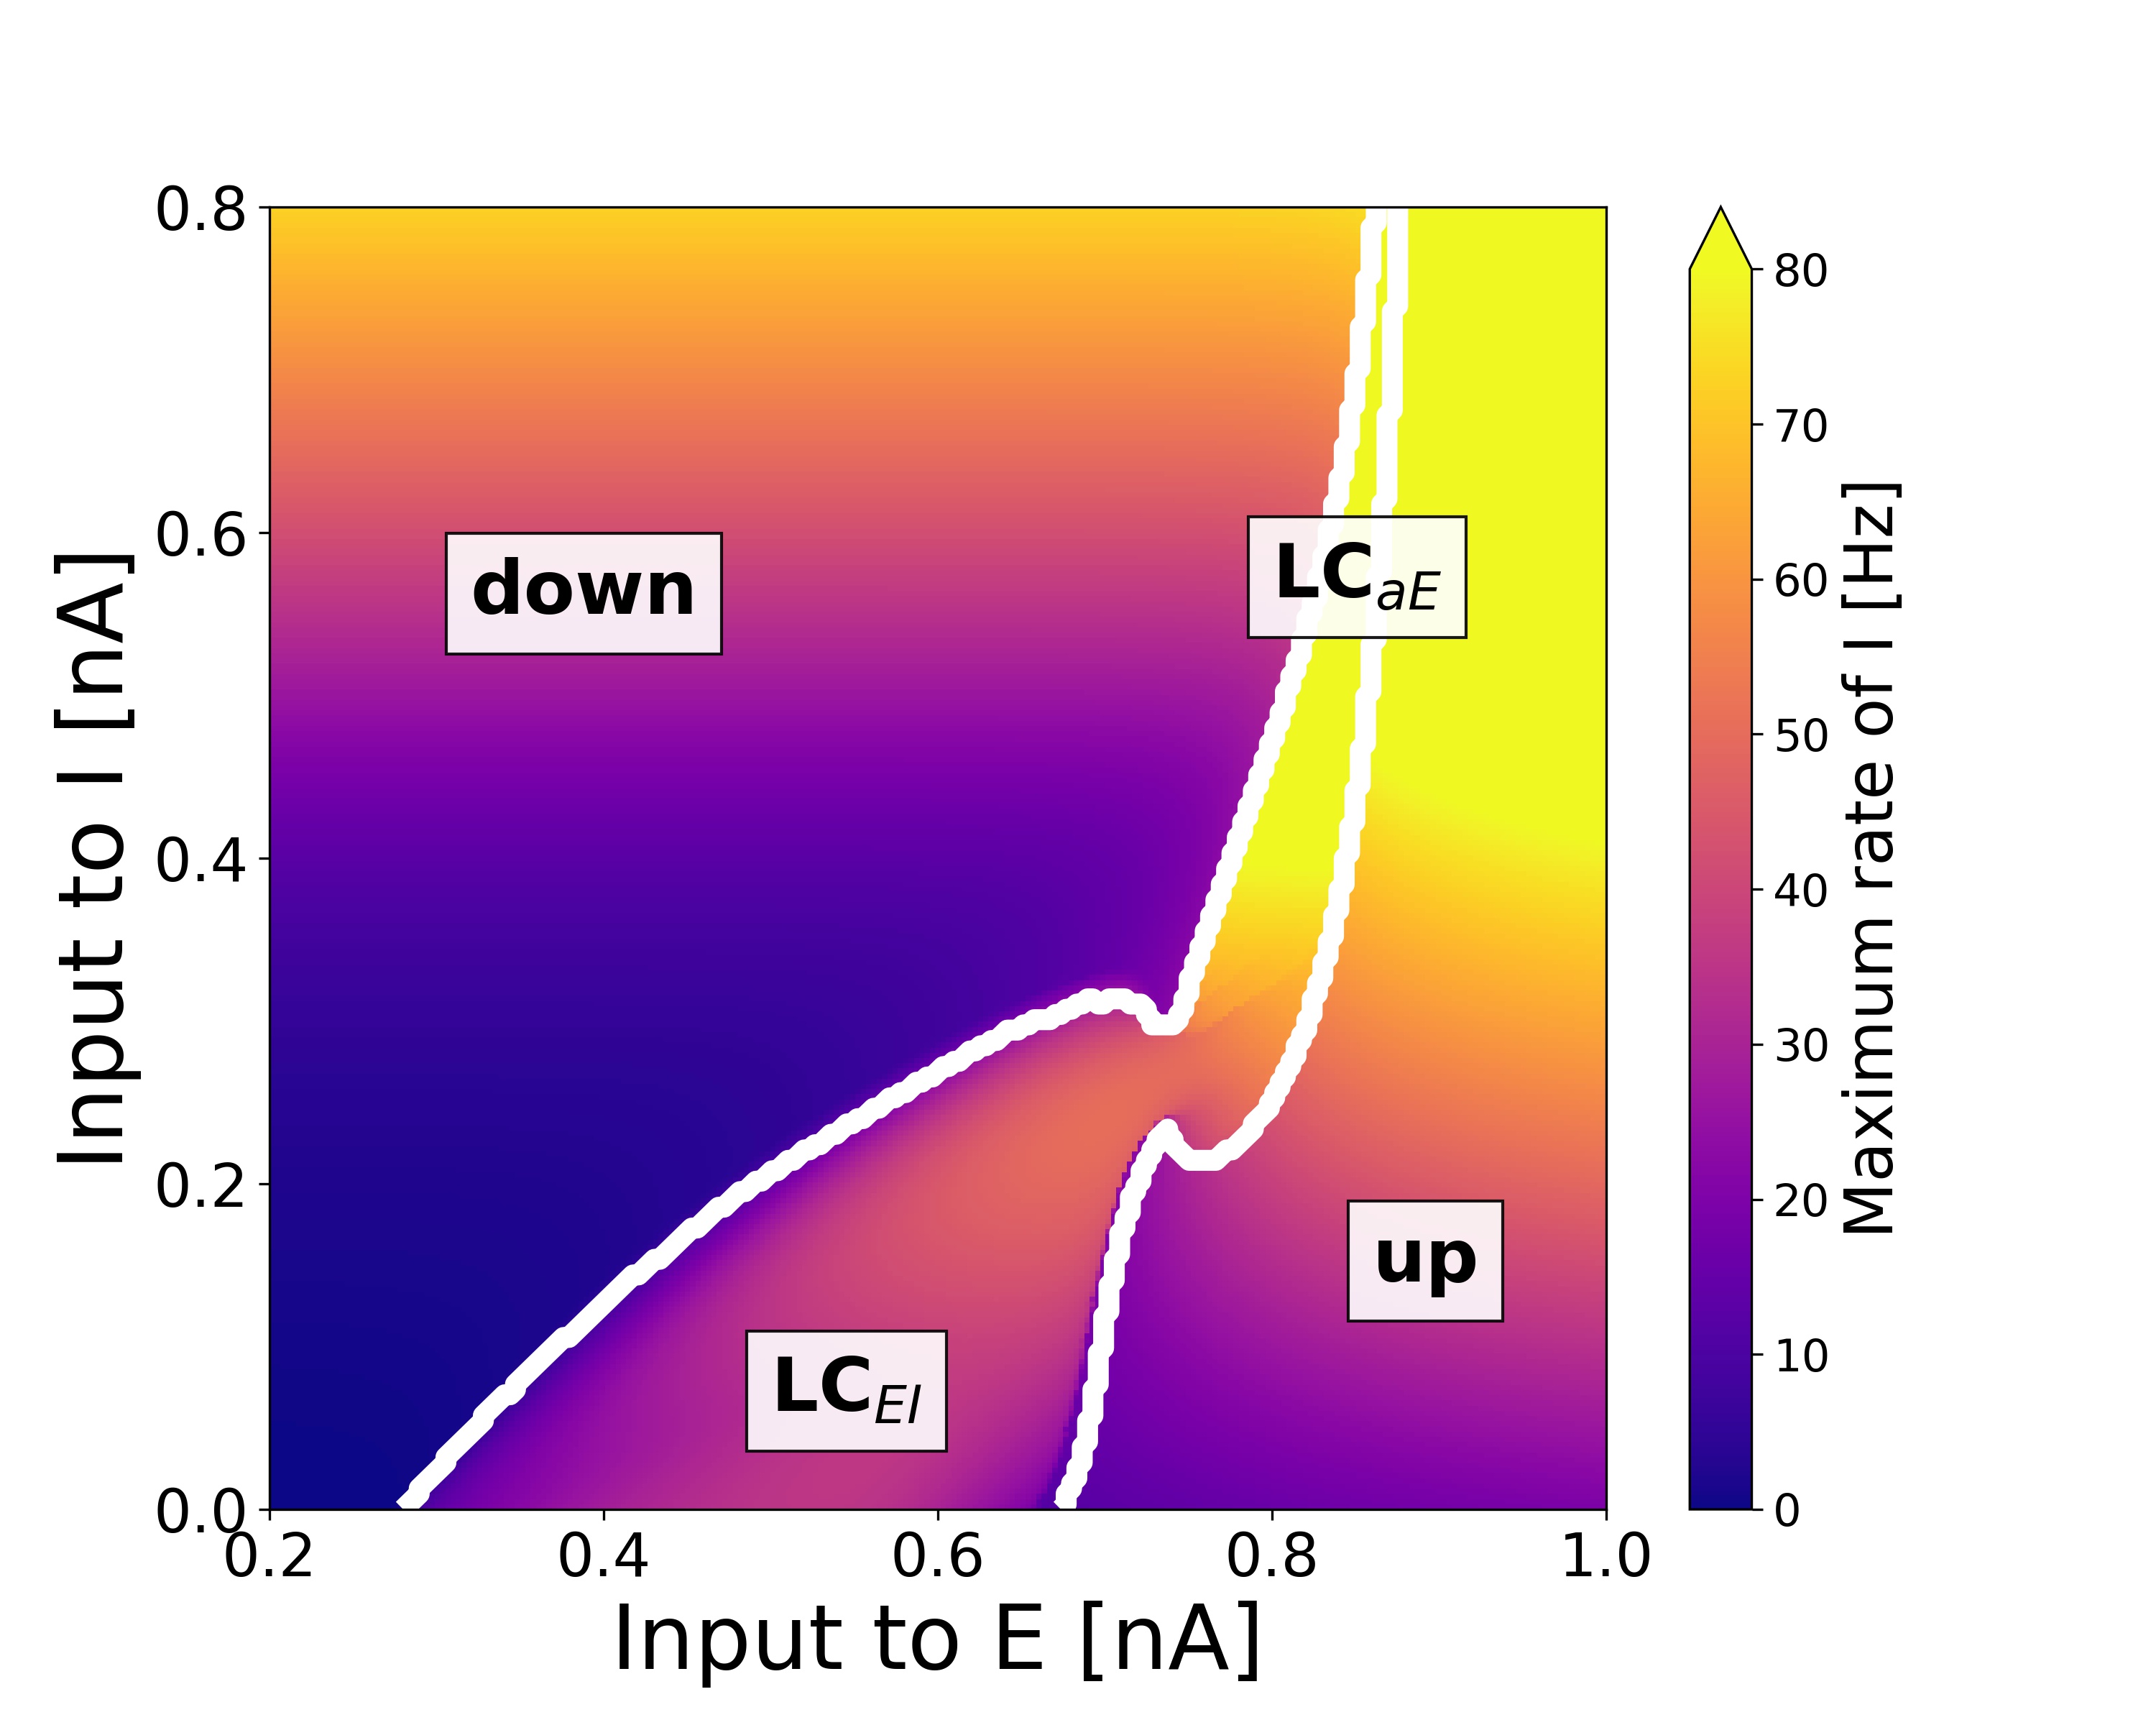 0.8
0.6
0.4
0.2
0.0
Input to I [nA]
down
LC_aE
LC_EI
up
0.2 0.4 0.6 0.8 1.0
Input to E [nA]
80
70
60
50
40
30
20
10
0
Maximum rate of I [Hz]